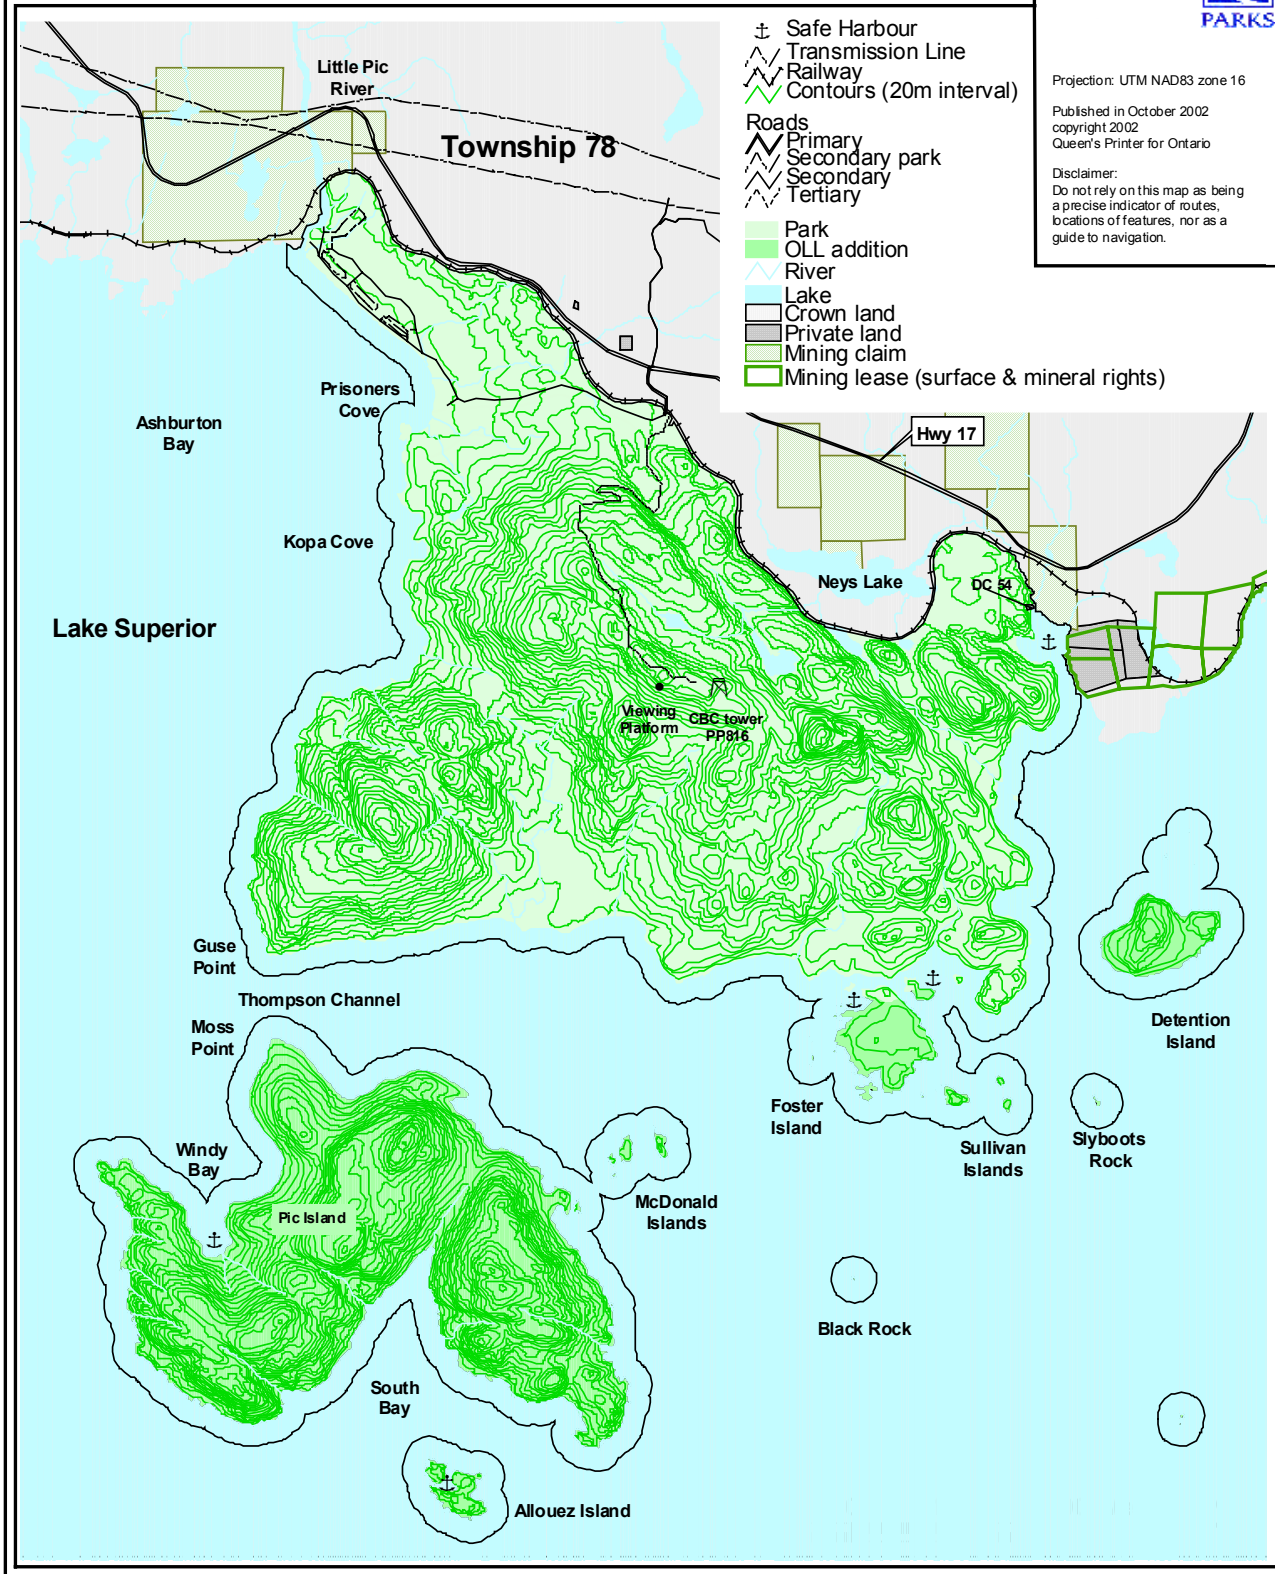 PARKS
Projection: UTM NAD83 zone 16
Published in October 2002
copyright 2002
Queen's Printer for Ontario
Disclaimer:
Do not rely on this map as being
a precise indicator of routes,
locations of features, nor as a
guide to navigation.
Safe Harbour
Transmission Line
Railway
Contours (20m interval)
Roads
Primary
Secondary park
Secondary
Tertiary
Park
OLL addition
River
Lake
Crown land
Private land
Mining claim
Mining lease (surface & mineral rights)
Little Pic
River
Township 78
Prisoners
Cove
Ashburton
Bay
Hwy 17
Kopa Cove
Neys Lake
DC 54
Lake Superior
Viewing
Platform
CBC tower
PP816
Guse
Point
Thompson Channel
Moss
Point
Detention
Island
Foster
Island
Sullivan
Islands
Slyboots
Rock
Windy
Bay
McDonald
Islands
Pic Island
Black Rock
South
Bay
Allouez Island